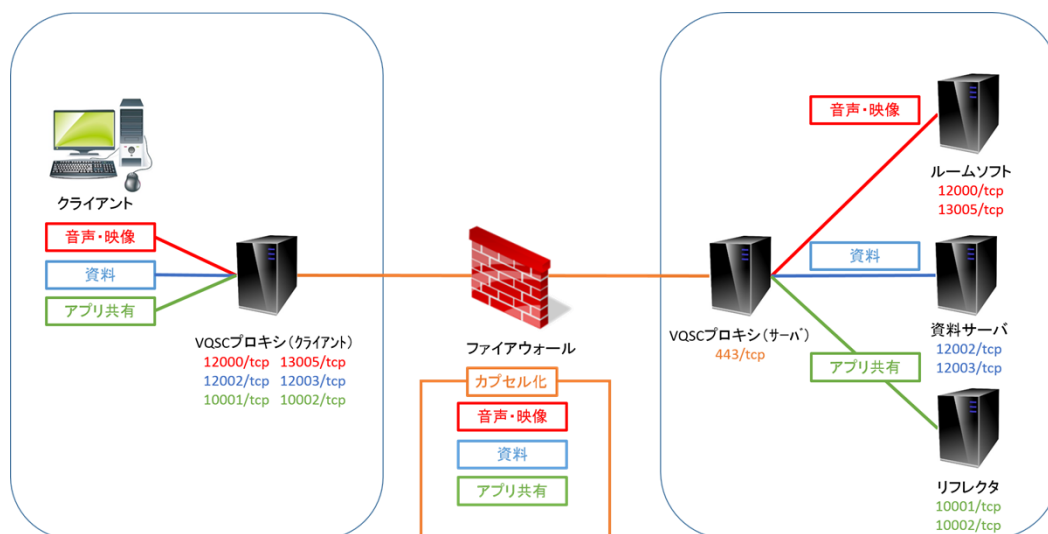 クライアント
音声・映像
資料
アプリ共有
VQSCプロキシ(クライアント)
12000/tcp 13005/tcp
12002/tcp 12003/tcp
10001/tcp 10002/tcp
ファイアウォール
カプセル化
音声・映像
資料
アプリ共有
VQSCプロキシ(サーバ)
443/tcp
音声・映像
ルームソフト
12000/tcp
13005/tcp
資料
資料サーバ
12002/tcp
12003/tcp
アプリ共有
リフレクタ
10001/tcp
10002/tcp